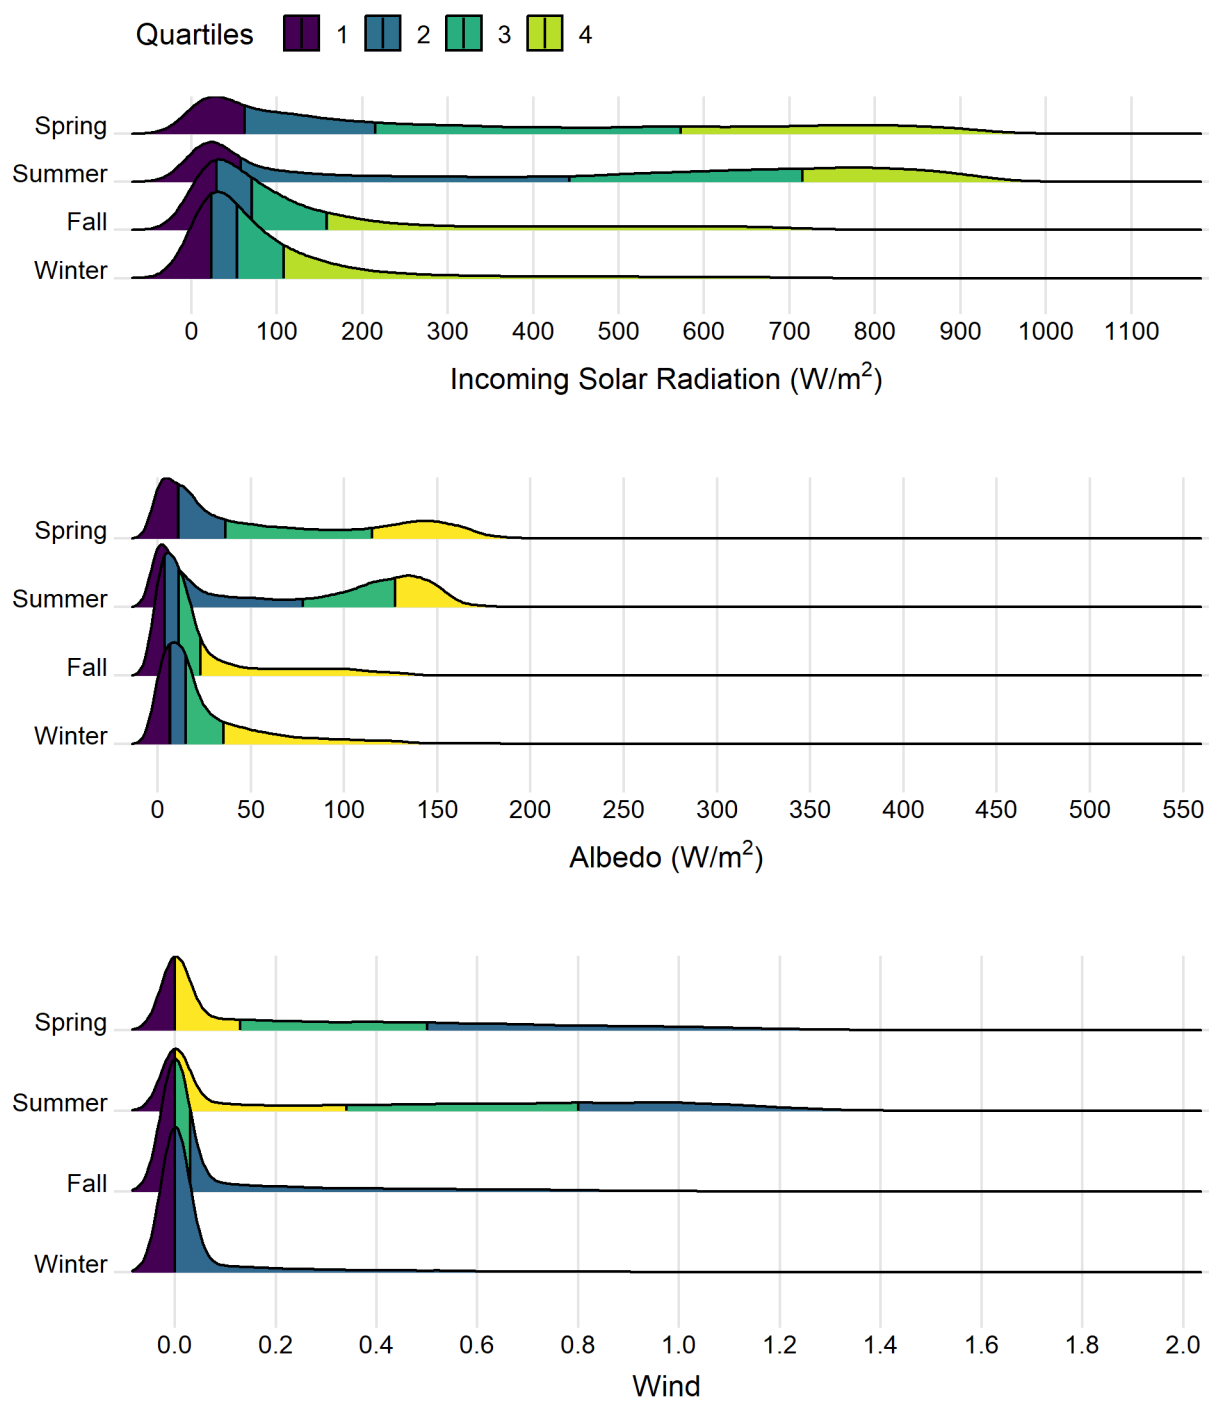 Quartiles 1 2 3 4
Spring
Summer
Fall
Winter
0 100 200 300 400 500 600 700 800 900 1000 1100
Incoming Solar Radiation (W/m²)
Spring
Summer
Fall
Winter
0 50 100 150 200 250 300 350 400 450 500 550
Albedo (W/m²)
Spring
Summer
Fall
Winter
0.0 0.2 0.4 0.6 0.8 1.0 1.2 1.4 1.6 1.8 2.0
Wind